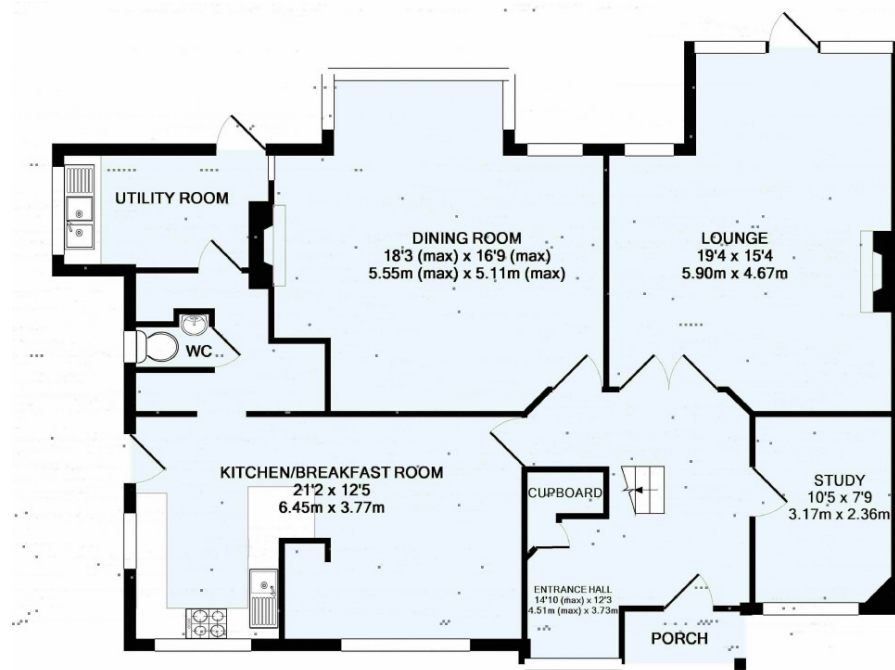 UTILITY ROOM
DINING ROOM
18'3 (max) x 16'9 (max)
5.55m (max) x 5.11m (max)
LOUNGE
19'4 x 15'4
5.90m x 4.67m
WC
KITCHEN/BREAKFAST ROOM
21'2 x 12'5
6.45m x 3.77m
CUPBOARD
STUDY
10'5 x 7'9
3.17m x 2.36m
ENTRANCE HALL
14'10 (max) x 12'3
4.51m (max) x 3.73m
PORCH